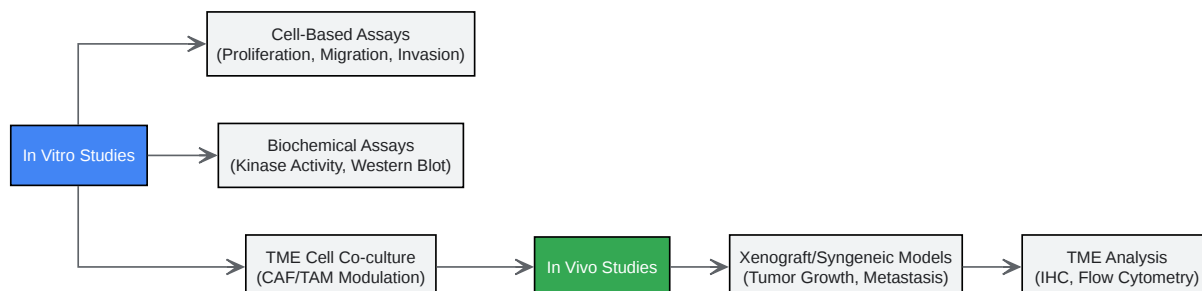 Cell-Based Assays
(Proliferation, Migration, Invasion)
In Vitro Studies
Biochemical Assays
(Kinase Activity, Western Blot)
TME Cell Co-culture
(CAF/TAM Modulation)
In Vivo Studies
Xenograft/Syngeneic Models
(Tumor Growth, Metastasis)
TME Analysis
(IHC, Flow Cytometry)